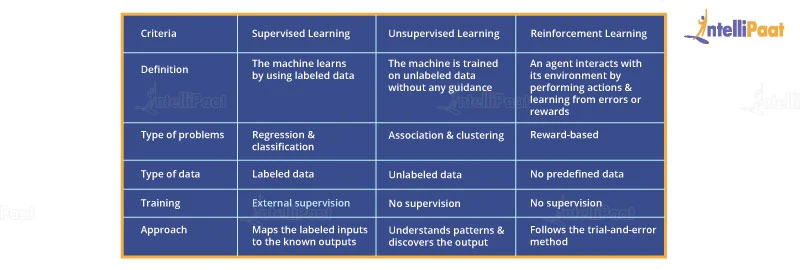 IntelliPaat
Criteria
Supervised Learning
Unsupervised Learning
Reinforcement Learning
Definition
The machine learns
by using labeled data
The machine is trained
on unlabeled data
without any guidance
An agent interacts with
its environment by
performing actions &
learning from errors or
rewards
Type of problems
Regression &
classification
Association & clustering
Reward-based
Type of data
Labeled data
Unlabeled data
No predefined data
Training
External supervision
No supervision
No supervision
Approach
Maps the labeled inputs
to the known outputs
Understands patterns &
discovers the output
Follows the trial-and-error
method